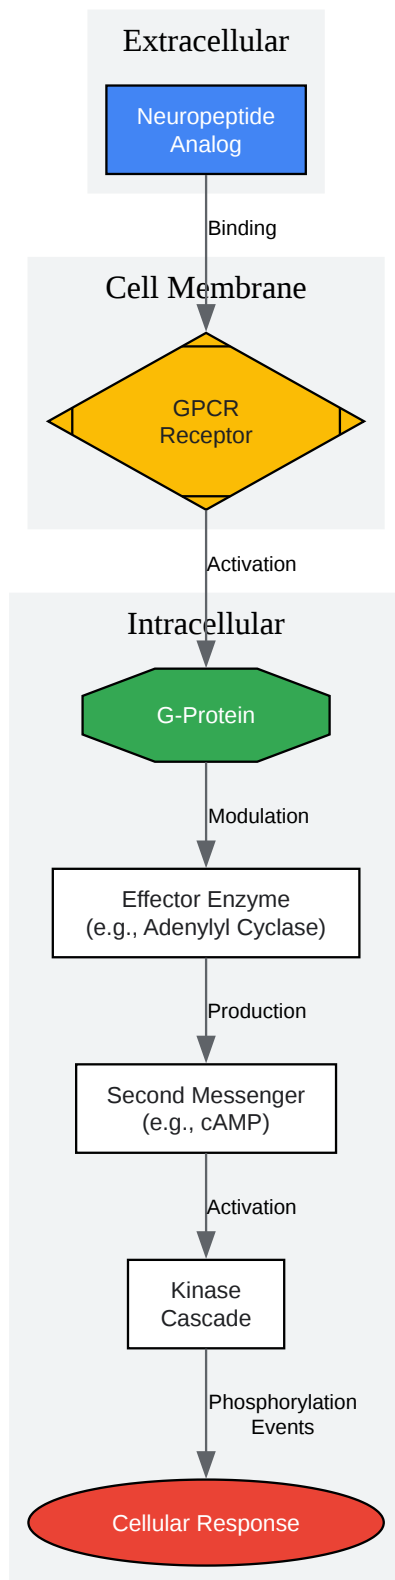 Extracellular
Neuropeptide
Analog
Binding
Cell Membrane
GPCR
Receptor
Activation
Intracellular
G-Protein
Modulation
Effector Enzyme
(e.g., Adenylyl Cyclase)
Production
Second Messenger
(e.g., cAMP)
Activation
Kinase
Cascade
Phosphorylation
Events
Cellular Response